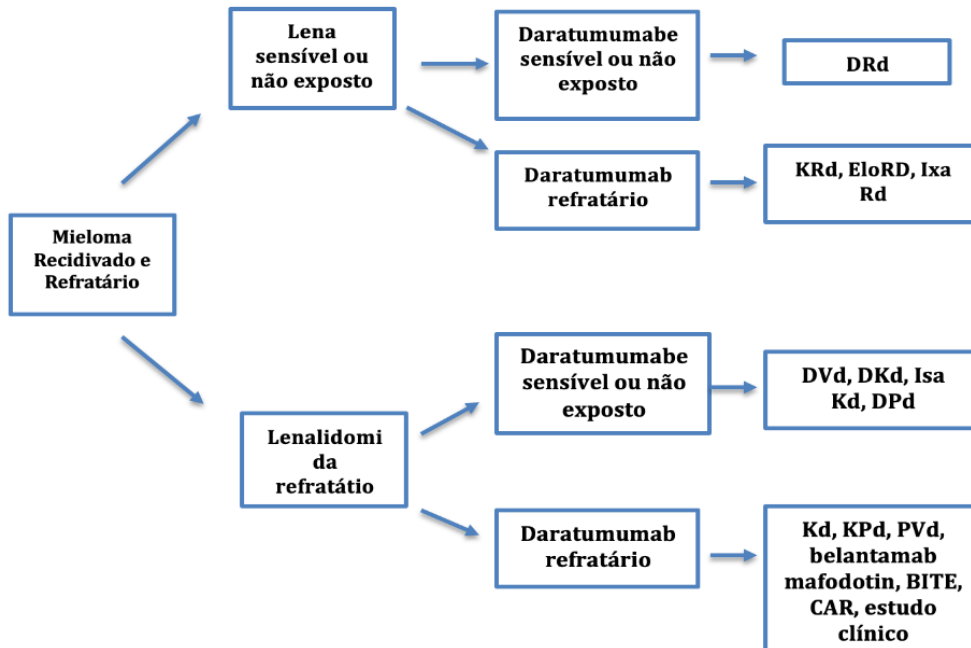 Lena
sensível ou
não exposto
Daratumumabe
sensível ou não
exposto
DRd
Daratumumab
refratário
KRd, EloRD, Ixa
Rd
Mieloma
Recidivado e
Refratário
Daratumumabe
sensível ou não
exposto
DVd, DKd, Isa
Kd, DPd
Lenalidomi
da
refratátio
Daratumumab
refratário
Kd, KPd, PVd,
belantamab
mafodotin, BITE,
CAR, estudo
clínico